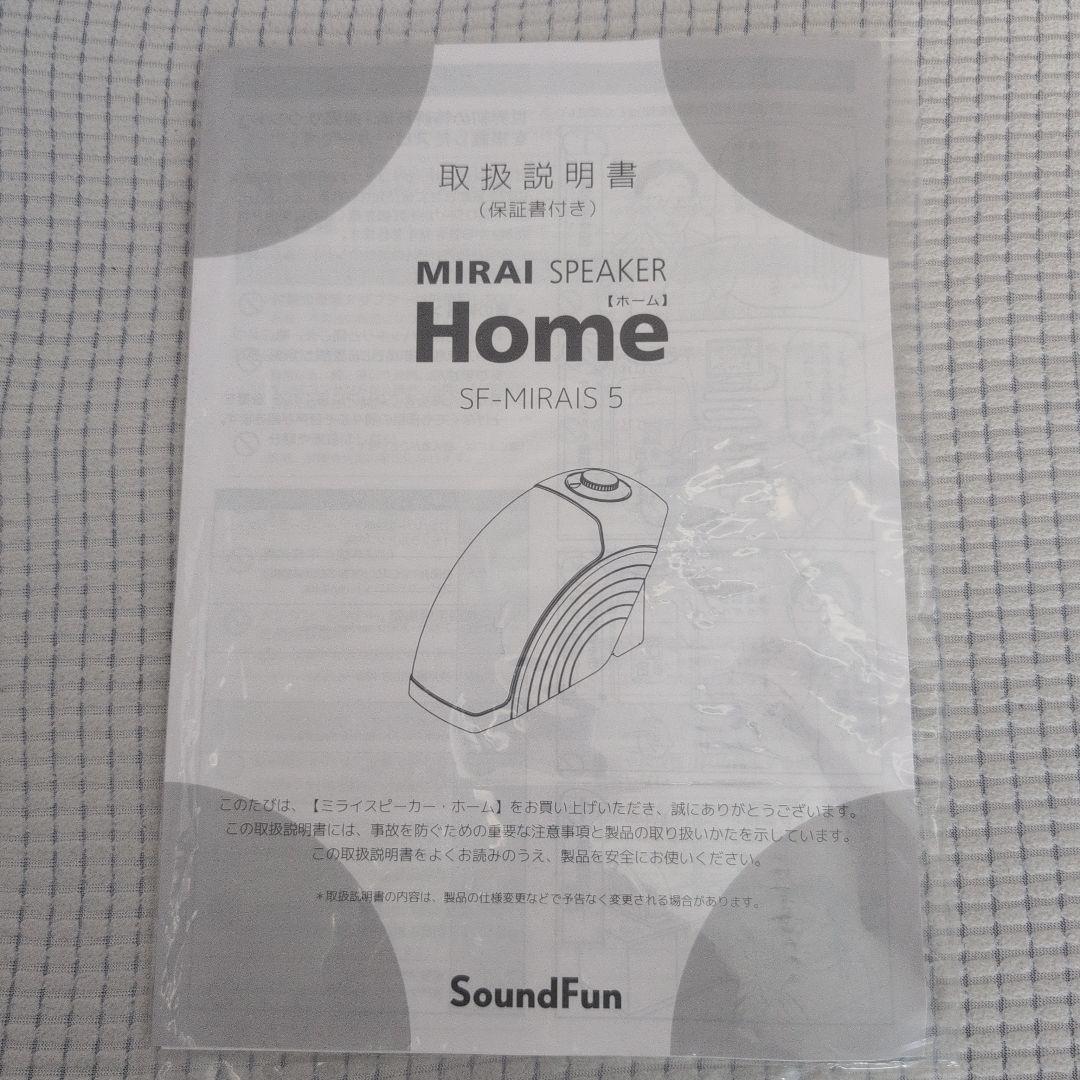 取扱説明書
（保証書付き）
MIRAI SPEAKER
【ホーム】
Home
SF-MIRAIS 5
このたびは、【ミライスピーカー・ホーム】をお買い上げいただき、誠にありがとうございます。
この取扱説明書には、事故を防ぐための重要な注意事項と製品の取り扱いかたを示しています。
この取扱説明書をよくお読みのうえ、製品を安全にお使いください。
＊取扱説明書の内容は、製品の仕様変更などで予告なく変更される場合があります。
SoundFun